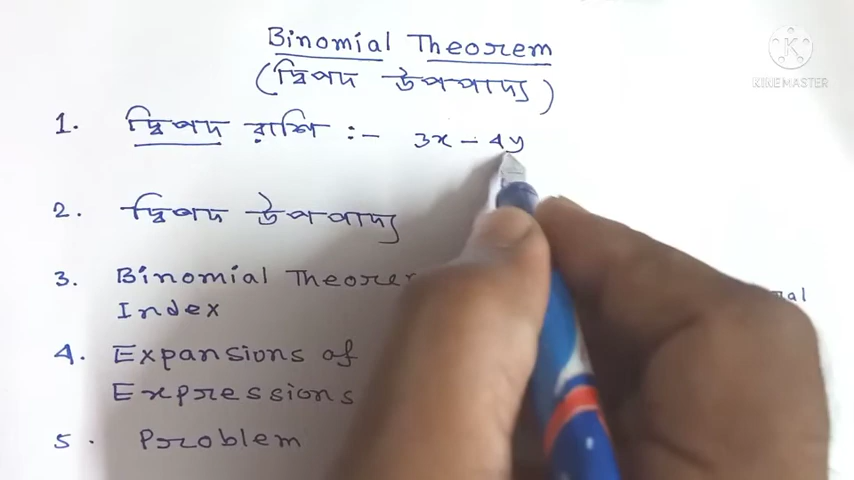 Binomial Theorem
(দ্বিপদ উপপাদ্য)
KINEMASTER
1. দ্বিপদ রাশি :- 3x - 4y
2. দ্বিপদ উপপাদ্য
3. Binomial
Index
4. Expansions of
Expressions
5. Problem